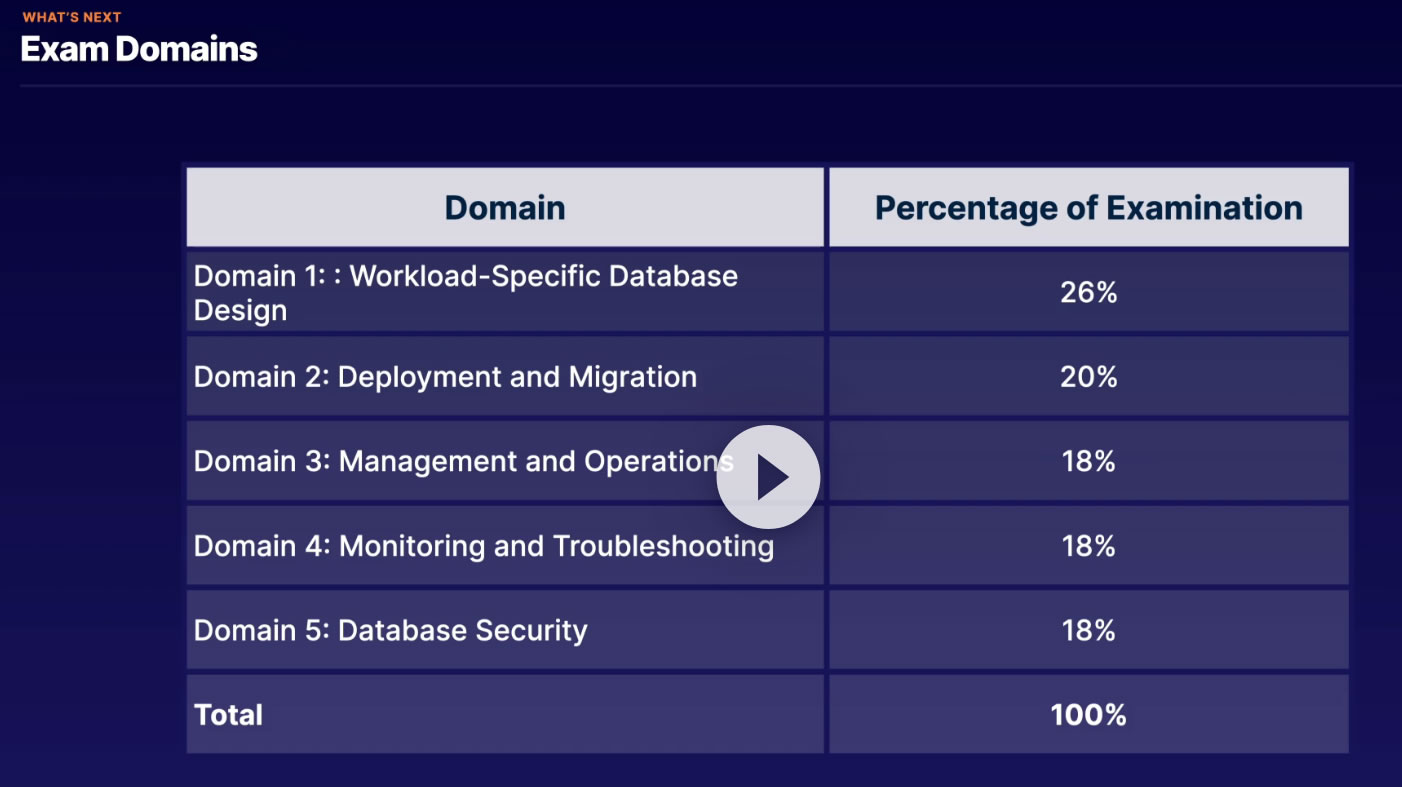 WHAT'S NEXT
Exam Domains
Domain
Percentage of Examination
Domain 1: : Workload-Specific Database
Design
26%
Domain 2: Deployment and Migration
20%
Domain 3: Management and Operations
18%
Domain 4: Monitoring and Troubleshooting
18%
Domain 5: Database Security
18%
Total
100%